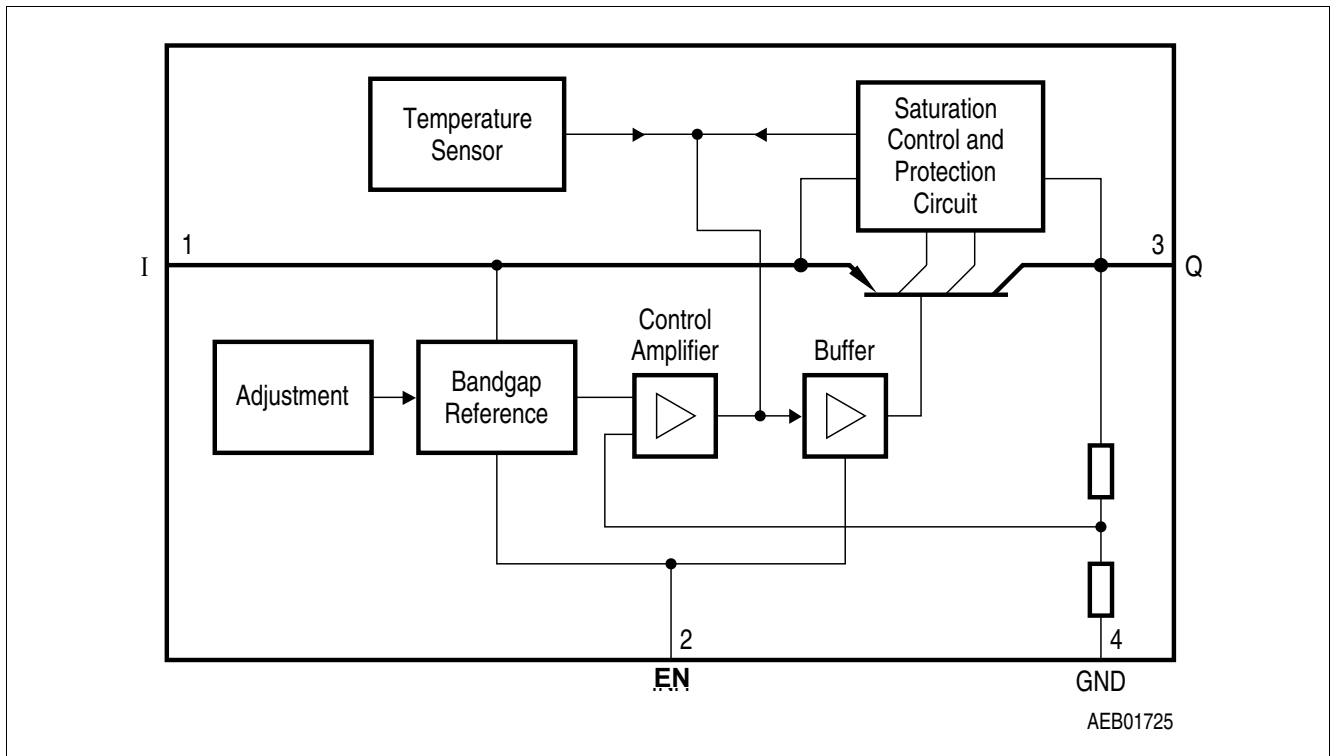 Temperature
Sensor
Saturation
Control and
Protection
Circuit
1
3
I
Q
Control
Amplifier
Buffer
Adjustment
Bandgap
Reference
2
4
EN
GND
AEB01725